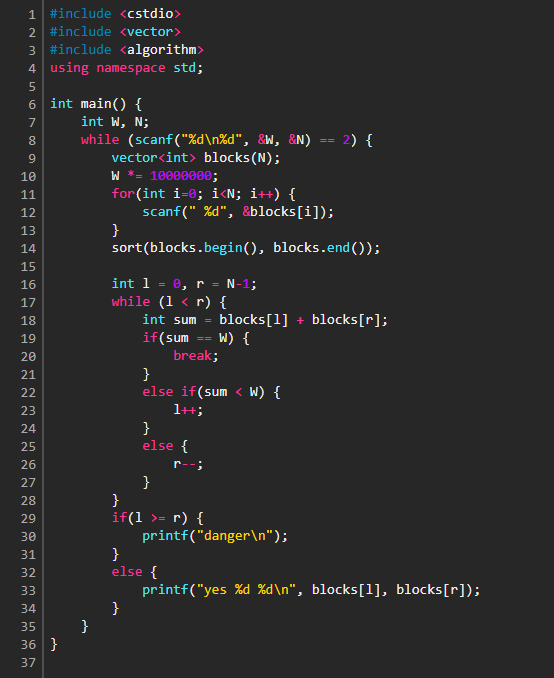 1 #include <cstdio>
2 #include <vector>
3 #include <algorithm>
4 using namespace std;
5
6 int main() {
7     int W, N;
8     while (scanf("%d\n%d", &W, &N) == 2) {
9         vector<int> blocks(N);
10         W *= 10000000;
11         for(int i=0; i<N; i++) {
12             scanf(" %d", &blocks[i]);
13         }
14         sort(blocks.begin(), blocks.end());
15
16         int l = 0, r = N-1;
17         while (l < r) {
18             int sum = blocks[l] + blocks[r];
19             if(sum == W) {
20                 break;
21             }
22             else if(sum < W) {
23                 l++;
24             }
25             else {
26                 r--;
27             }
28         }
29         if(l >= r) {
30             printf("danger\n");
31         }
32         else {
33             printf("yes %d %d\n", blocks[l], blocks[r]);
34         }
35     }
36 }
37